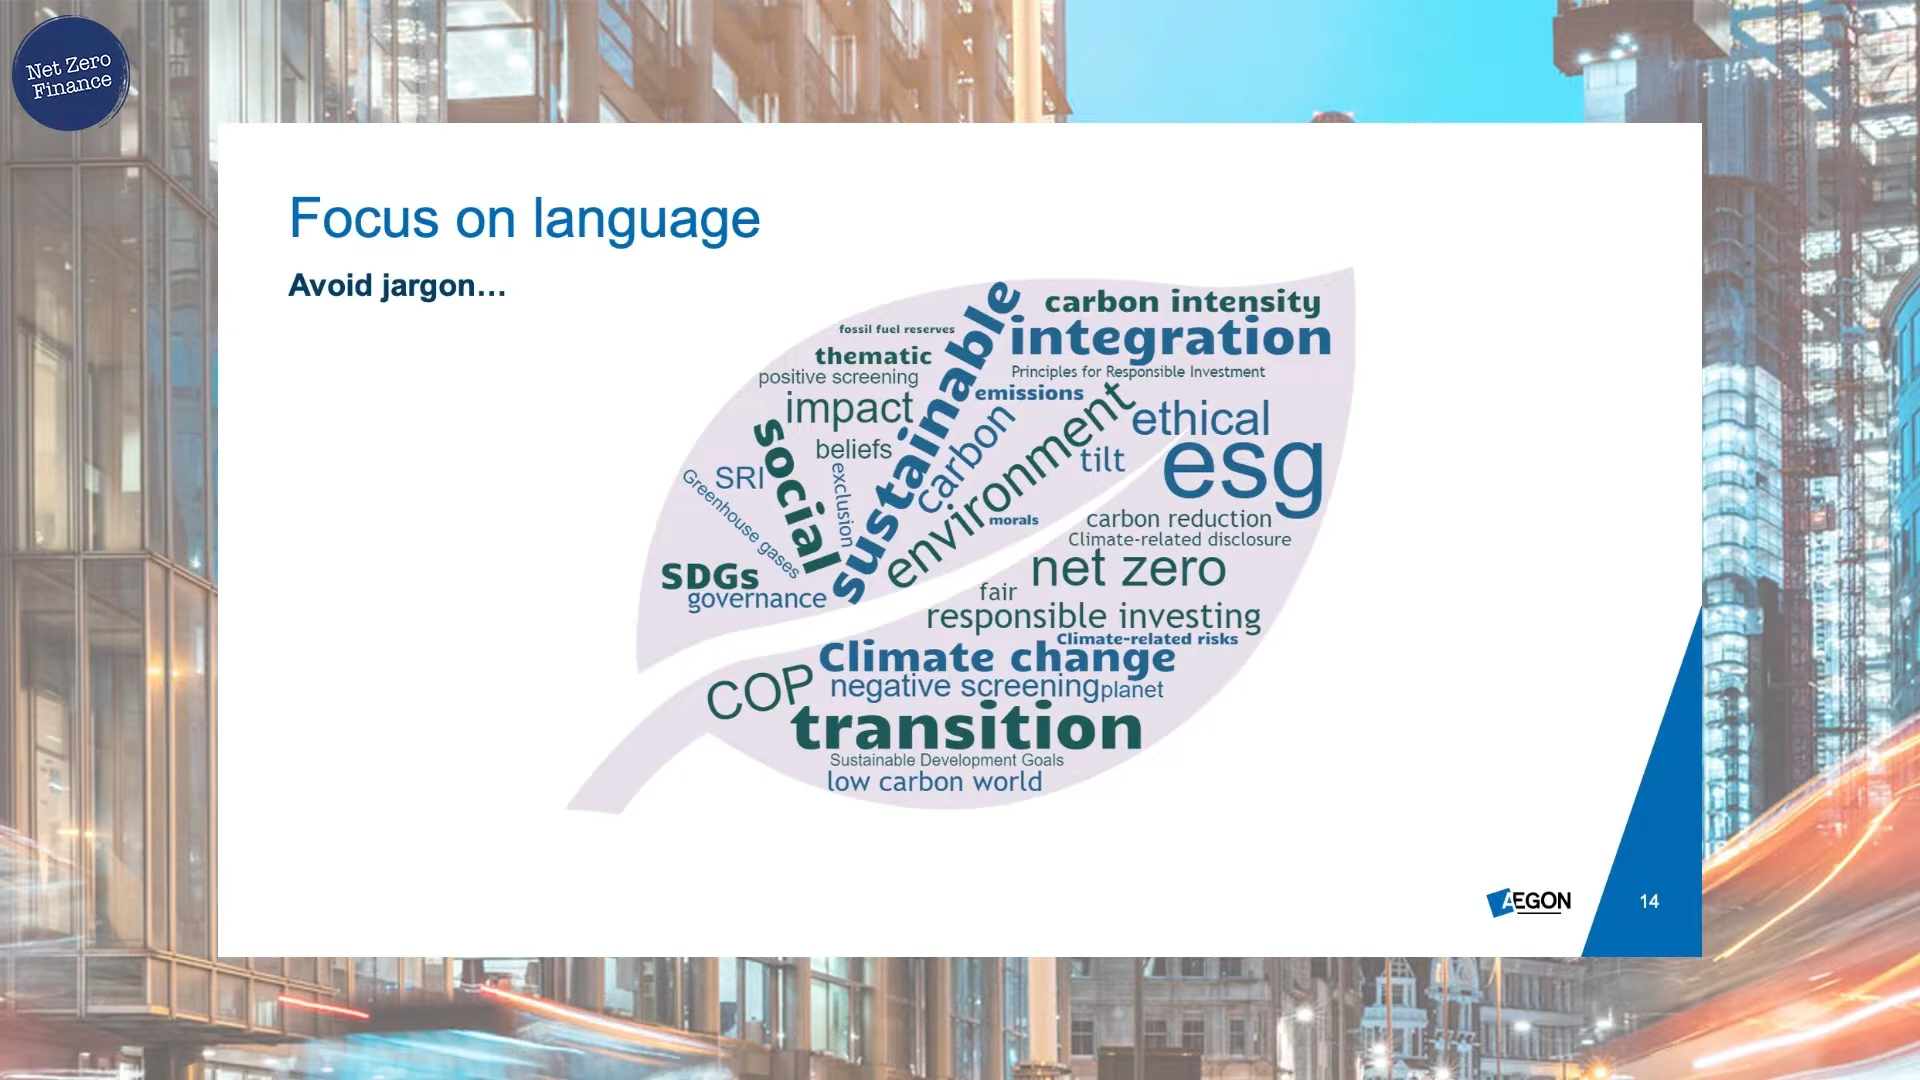 Net Zero
Finance
Focus on language
Avoid jargon…
carbon intensity
fossil fuel reserves
integration
thematic
Principles for Responsible Investment
positive screening
sustainable
emissions
impact
carbon
environment
ethical
social
beliefs
tilt
esg
SRI
exclusion
Greenhouse gases
morals
carbon reduction
Climate-related disclosure
SDGs
net zero
governance
fair
responsible investing
Climate-related risks
Climate change
COP
negative screening
planet
transition
Sustainable Development Goals
low carbon world
AEGON
14